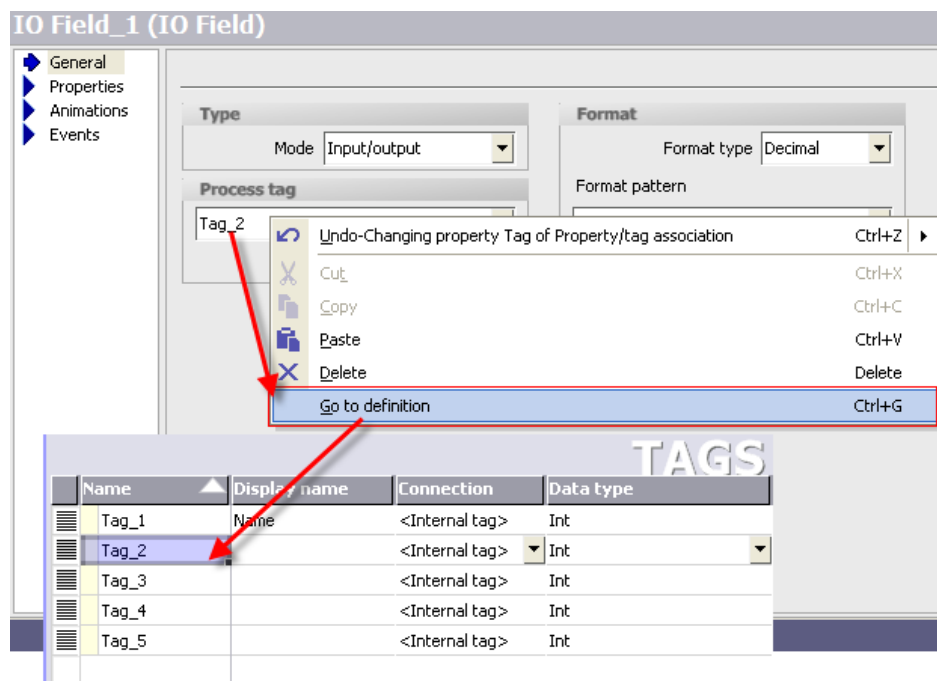 IO Field_1 (IO Field)
General
Properties
Animations
Events
Type
Mode Input/output
Format
Format type Decimal
Process tag
Format pattern
Tag_2
Undo-Changing property Tag of Property/tag association Ctrl+Z
Cut Ctrl+X
Copy Ctrl+C
Paste Ctrl+V
Delete Delete
Go to definition Ctrl+G
TAGS
Name Display name Connection Data type
Tag_1 Name <Internal tag> Int
Tag_2 <Internal tag> Int
Tag_3 <Internal tag> Int
Tag_4 <Internal tag> Int
Tag_5 <Internal tag> Int